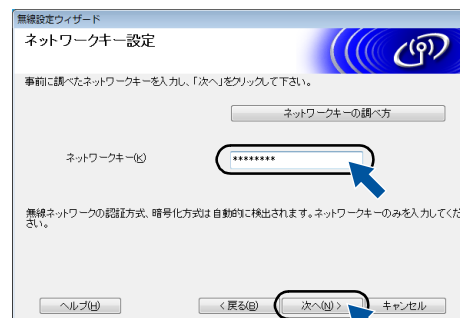 無線設定ウィザード
ネットワークキー設定
事前に調べたネットワークキーを入力し、「次へ」をクリックして下さい。
ネットワークキーの調べ方
ネットワークキー(K)
********
無線ネットワークの認証方式、暗号化方式は自動的に検出されます。ネットワークキーのみを入力してくだ
さい。
ヘルプ(H) < 戻る(B) 次へ(N) > キャンセル